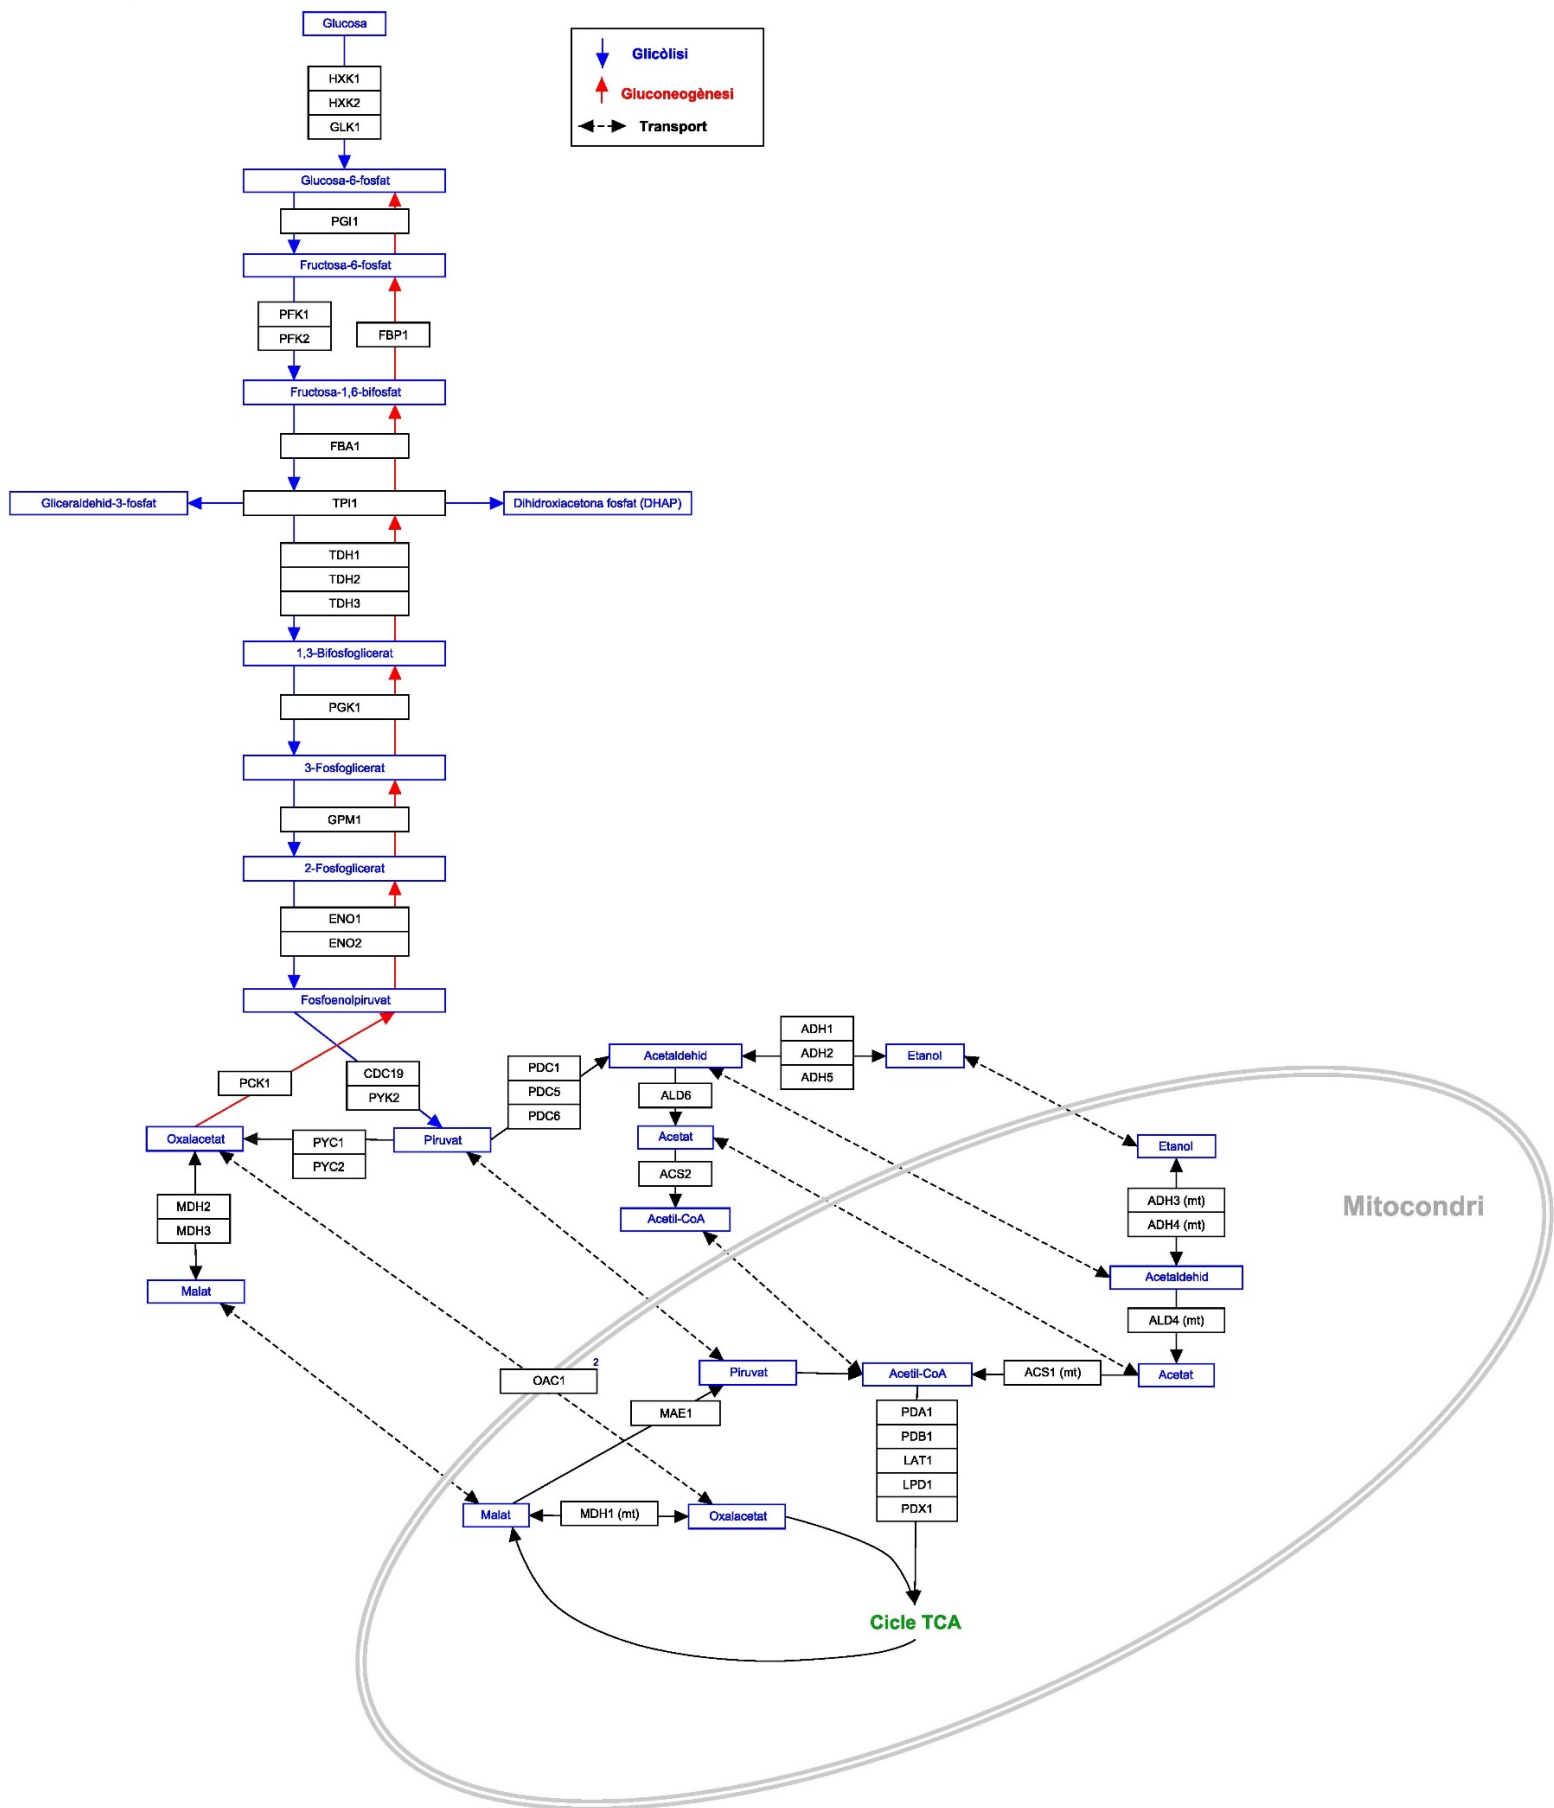 Glucosa
Glicòlisi
Gluconeogènesi
Transport
HXK1
HXK2
GLK1
Glucosa-6-fosfat
PGI1
Fructosa-6-fosfat
PFK1
PFK2
FBP1
Fructosa-1,6-bifosfat
FBA1
Gliceraldehid-3-fosfat
TPI1
Dihidroxiacetona fosfat (DHAP)
TDH1
TDH2
TDH3
1,3-Bifosfoglicerat
PGK1
3-Fosfoglicerat
GPM1
2-Fosfoglicerat
ENO1
ENO2
Fosfoenolpiruvat
PCK1
CDC19
PYK2
PDC1
PDC5
PDC6
Acetaldehid
ADH1
ADH2
ADH5
Etanol
ALD6
Oxalacetat
PYC1
PYC2
Piruvat
Acetat
Etanol
ACS2
MDH2
MDH3
Acetil-CoA
ADH3 (mt)
ADH4 (mt)
Mitocondri
Malat
Acetaldehid
ALD4 (mt)
OAC1
2
Piruvat
Acetil-CoA
ACS1 (mt)
Acetat
MAE1
PDA1
PDB1
LAT1
LPD1
PDX1
Malat
MDH1 (mt)
Oxalacetat
Cicle TCA